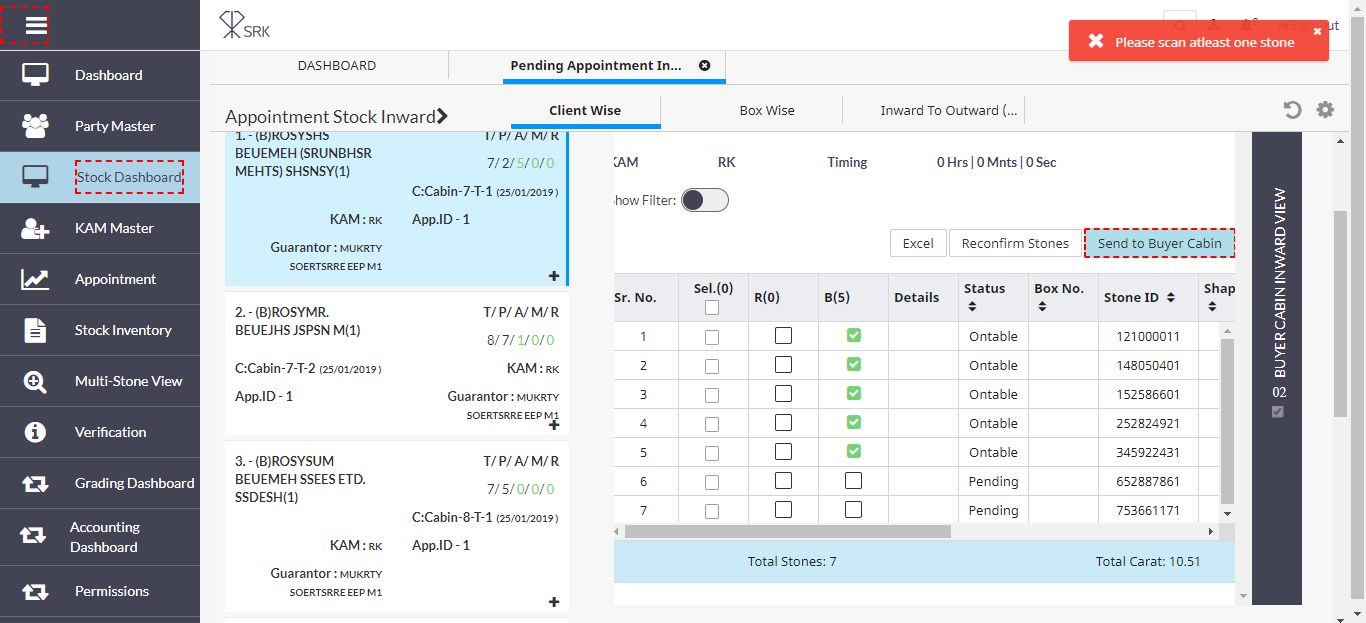 SRK
Sign Out
Please scan atleast one stone
Dashboard
Party Master
Stock Dashboard
KAM Master
Appointment
Stock Inventory
Multi-Stone View
Verification
Grading Dashboard
Accounting
Dashboard
Permissions
DASHBOARD
Pending Appointment In...
Appointment Stock Inward
Client Wise
Box Wise
Inward To Outward (...
1. - (B)ROSYSHS
BEUEMEH (SRUNBHSR
MEHTS) SHSNSY(1)
T/ P/ A/ M/ R
7/ 2/ 5/ 0/ 0
C:Cabin-7-T-1 (25/01/2019 )
KAM : RK
App.ID - 1
Guarantor : MUKRTY
SOERTSRRE EEP M1
2. - (B)ROSYMR.
BEUEJHS JSPSN M(1)
T/ P/ A/ M/ R
8/ 7/ 1/ 0/ 0
C:Cabin-7-T-2 (25/01/2019 )
KAM : RK
App.ID - 1
Guarantor : MUKRTY
SOERTSRRE EEP M1
3. - (B)ROSYSUM
BEUEMEH SSEES ETD.
SSDESH(1)
T/ P/ A/ M/ R
7/ 5/ 0/ 0/ 0
C:Cabin-8-T-1 (25/01/2019 )
KAM : RK
App.ID - 1
Guarantor : MUKRTY
SOERTSRRE EEP M1
KAM RK Timing 0 Hrs | 0 Mnts | 0 Sec
how Filter:
Excel
Reconfirm Stones
Send to Buyer Cabin
Sr. No. Sel.(0) R(0) B(5) Details Status Box No. Stone ID Shap
1 Ontable 121000011
2 Ontable 148050401
3 Ontable 152586601
4 Ontable 252824921
5 Ontable 345922431
6 Pending 652887861
7 Pending 753661171
Total Stones: 7
Total Carat: 10.51
BUYER CABIN INWARD VIEW
02